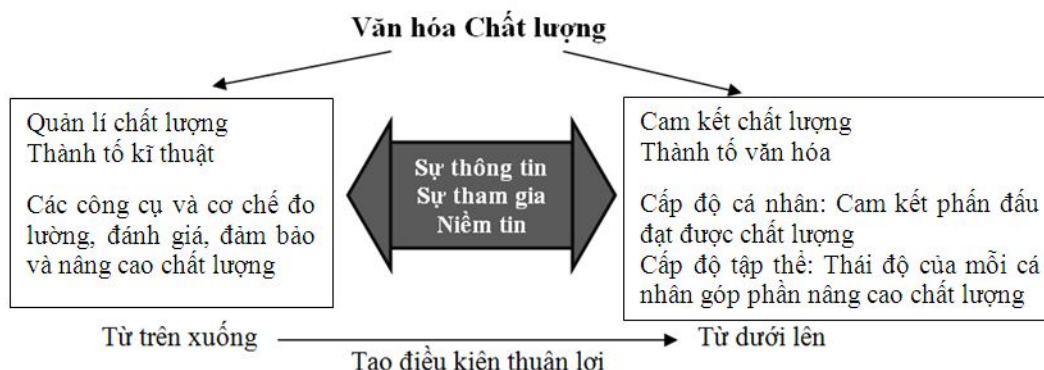 Văn hóa Chất lượng
Quản lí chất lượng
Thành tố kĩ thuật
Các công cụ và cơ chế đo
lường, đánh giá, đảm bảo
và nâng cao chất lượng
Sự thông tin
Sự tham gia
Niềm tin
Cam kết chất lượng
Thành tố văn hóa
Cấp độ cá nhân: Cam kết phấn đấu
đạt được chất lượng
Cấp độ tập thể: Thái độ của mỗi cá
nhân góp phần nâng cao chất lượng
Từ trên xuống
Từ dưới lên
Tạo điều kiện thuận lợi